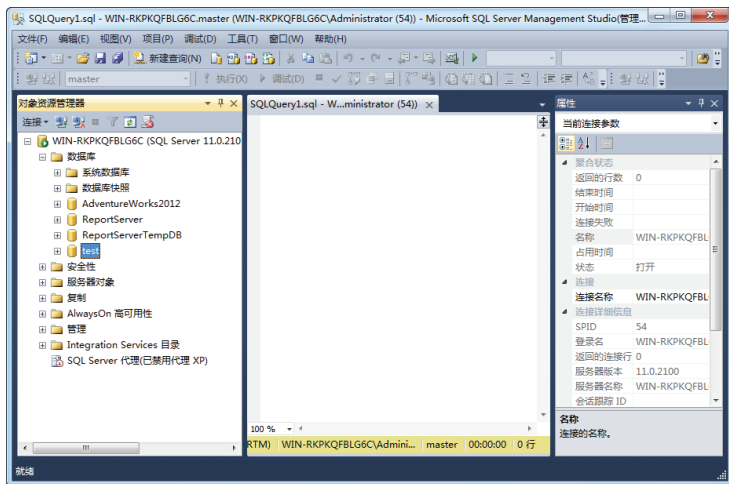 SQLQuery1.sql - WIN-RKPKQFBLG6C.master (WIN-RKPKQFBLG6C\Administrator (54)) - Microsoft SQL Server Management Studio(管理...
文件(F) 编辑(E) 视图(V) 项目(P) 调试(D) 工具(T) 窗口(W) 帮助(H)
新建查询(N)
master 执行(X) 调试(D)
对象资源管理器
连接
WIN-RKPKQFBLG6C (SQL Server 11.0.210
数据库
系统数据库
数据库快照
AdventureWorks2012
ReportServer
ReportServerTempDB
test
安全性
服务器对象
复制
AlwaysOn 高可用性
管理
Integration Services 目录
SQL Server 代理(已禁用代理 XP)
SQLQuery1.sql - W...ministrator (54))
100 %
RTM) WIN-RKPKQFBLG6C\Admini... master 00:00:00 0 行
属性
当前连接参数
聚合状态
返回的行数 0
结束时间
开始时间
连接失败
名称 WIN-RKPKQFBL
占用时间
状态 打开
连接
连接名称 WIN-RKPKQFBL
连接详细信息
SPID 54
登录名 WIN-RKPKQFBL
返回的连接行 0
服务器版本 11.0.2100
服务器名称 WIN-RKPKQFBL
会话跟踪 ID
名称
连接的名称。
就绪